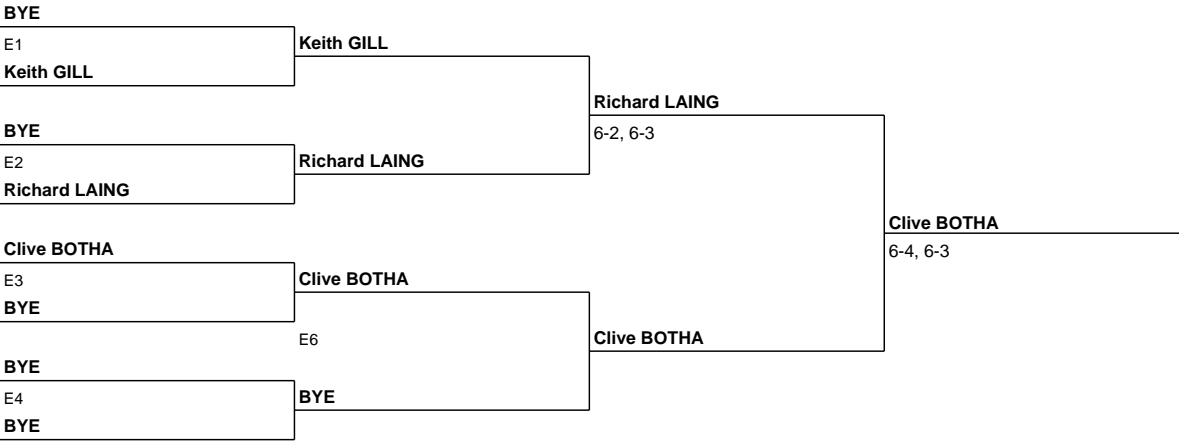 BYE
E1
Keith GILL
Keith GILL
BYE
E2
Richard LAING
Richard LAING
Richard LAING
6-2, 6-3
Clive BOTHA
E3
BYE
Clive BOTHA
E6
BYE
E4
BYE
BYE
Clive BOTHA
Clive BOTHA
6-4, 6-3